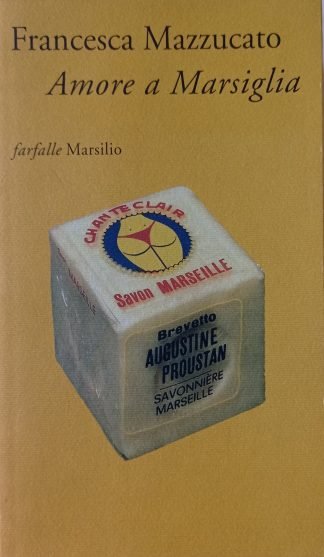 Francesca Mazzucato
Amore a Marsiglia
farfalle Marsilio
CHANTECLAIR
Savon MARSEILLE
Brevetto
AUGUSTINE
PROUSTAN
SAVONNIÈRE
MARSEILLE